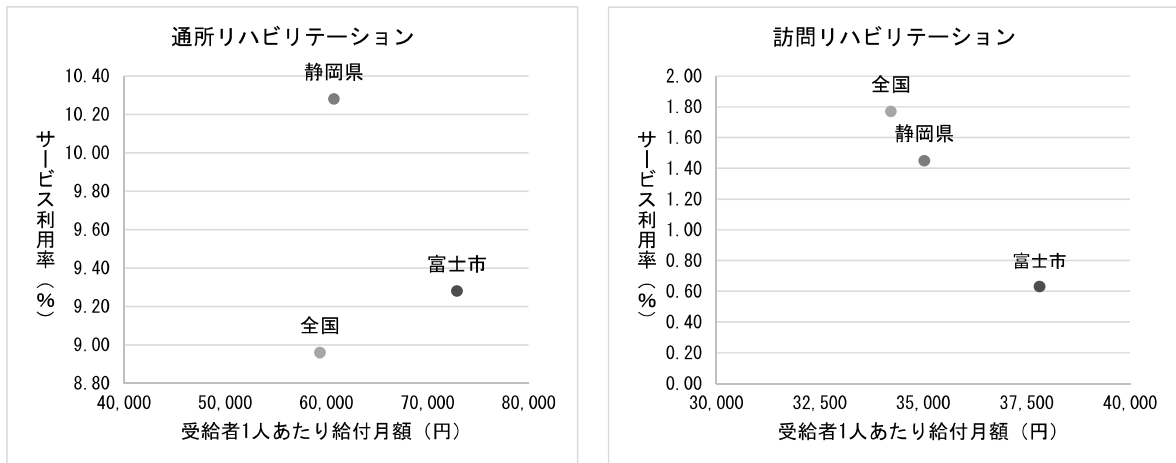 通所リハビリテーション
静岡県
富士市
全国
サービス利用率（%）
10.40
10.20
10.00
9.80
9.60
9.40
9.20
9.00
8.80
40,000
50,000
60,000
70,000
80,000
受給者1人あたり給付月額（円）
訪問リハビリテーション
全国
静岡県
富士市
サービス利用率（%）
2.00
1.80
1.60
1.40
1.20
1.00
0.80
0.60
0.40
0.20
0.00
30,000
32,500
35,000
37,500
40,000
受給者1人あたり給付月額（円）